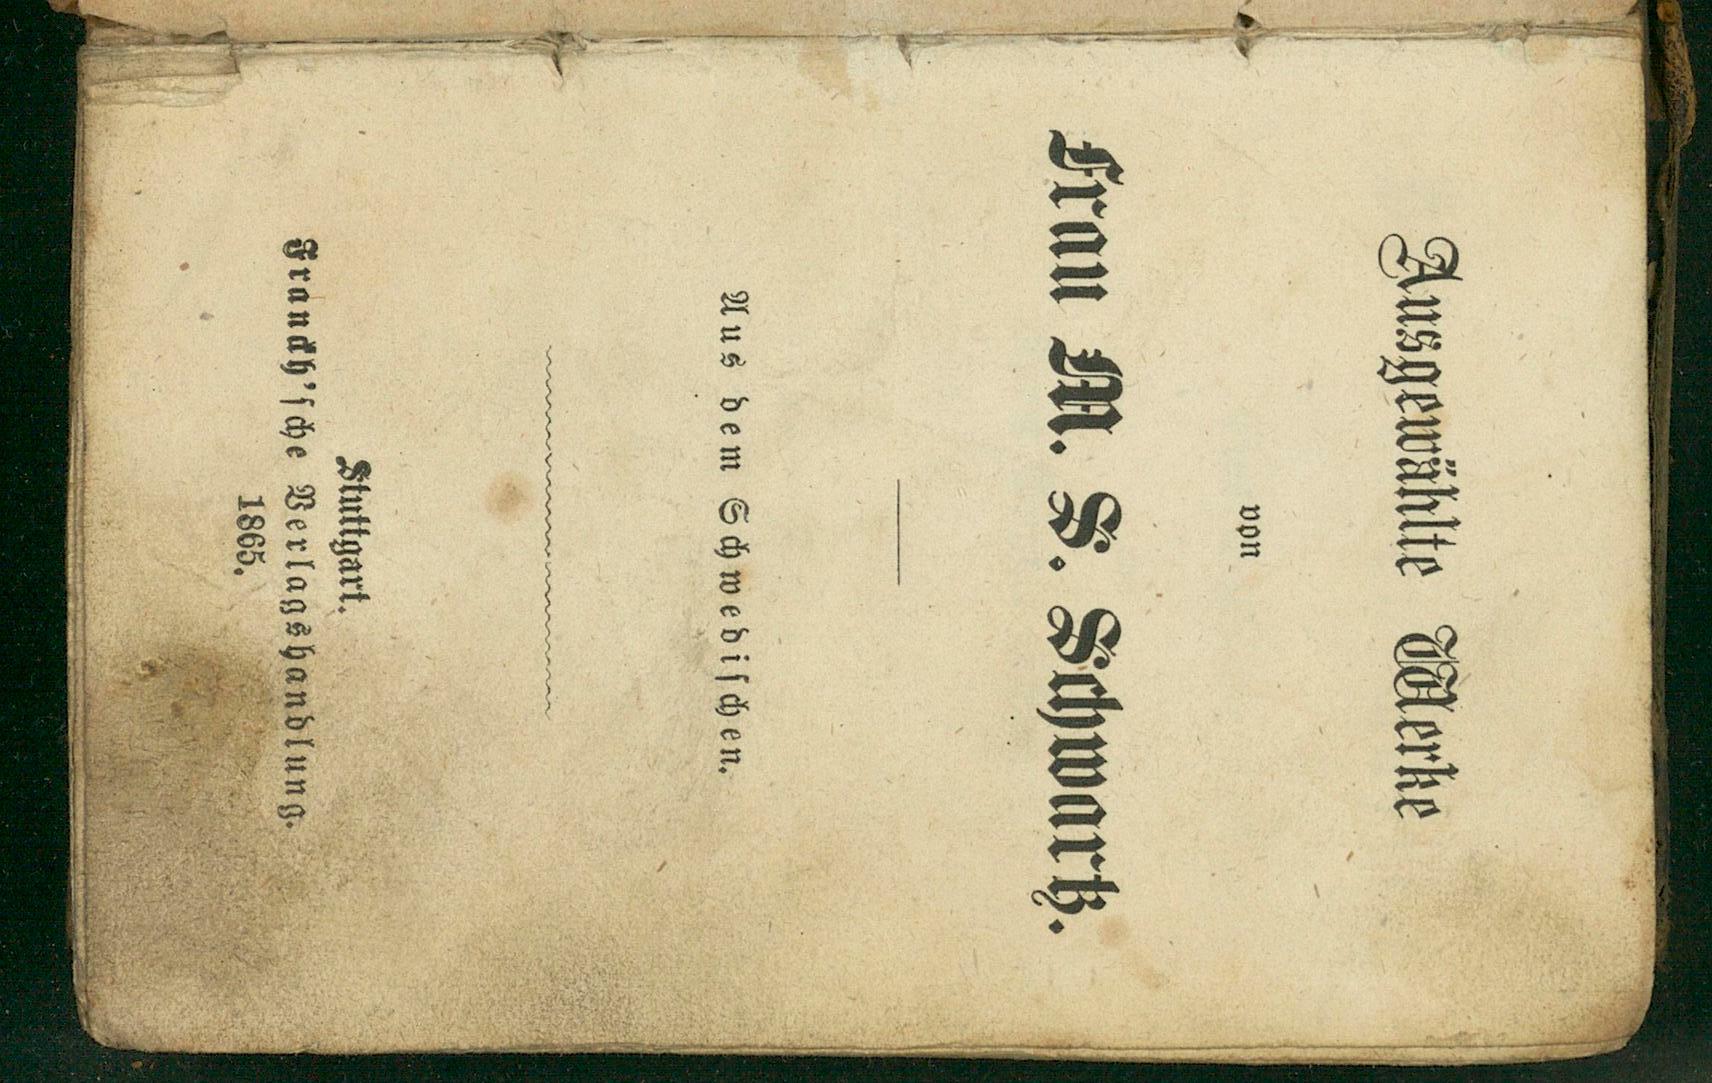 Ausgewählte Werke
von
Frau M. S. Schwartz.
Aus dem Schwedischen.
Stuttgart.
Franckh'sche Verlagshandlung.
1865.